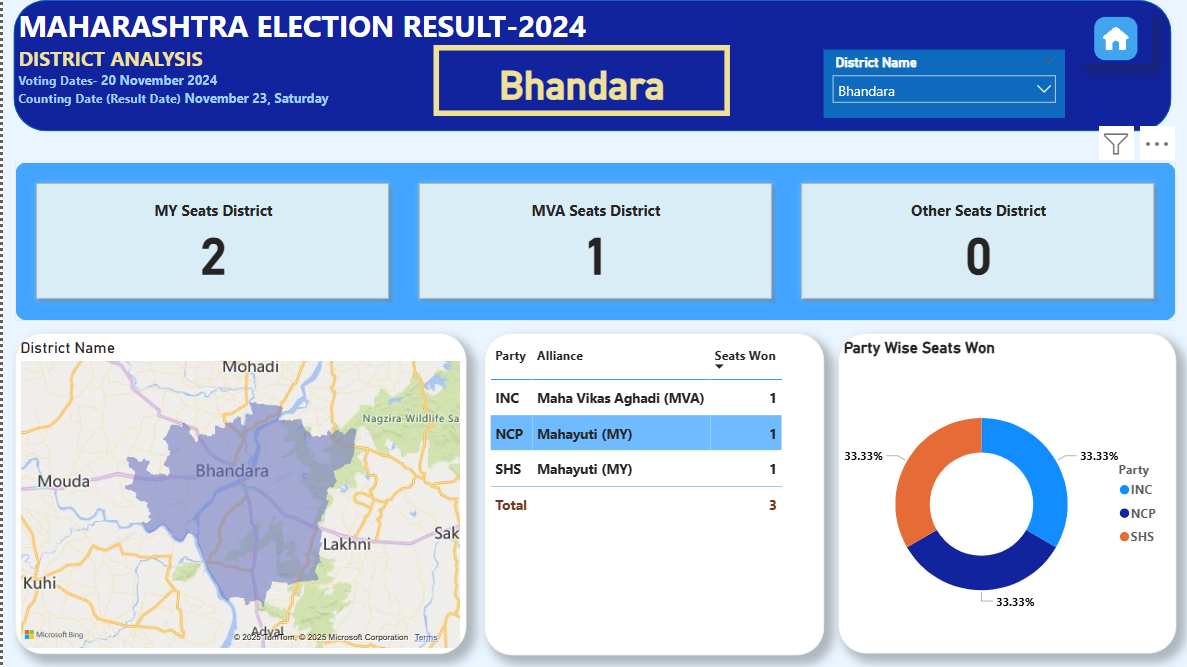 MAHARASHTRA ELECTION RESULT-2024
DISTRICT ANALYSIS
Voting Dates- 20 November 2024
Counting Date (Result Date) November 23, Saturday
Bhandara
District Name
Bhandara
MY Seats District
2
MVA Seats District
1
Other Seats District
0
District Name
Mohadi
Nagzira Wildlife Sa
Bhandara
Mouda
Sak
Lakhni
Kuhi
Adyal
Microsoft Bing
© 2025 TomTom, © 2025 Microsoft Corporation Terms
Party Alliance Seats Won
INC Maha Vikas Aghadi (MVA) 1
NCP Mahayuti (MY) 1
SHS Mahayuti (MY) 1
Total 3
Party Wise Seats Won
33.33%
33.33%
33.33%
Party
INC
NCP
SHS